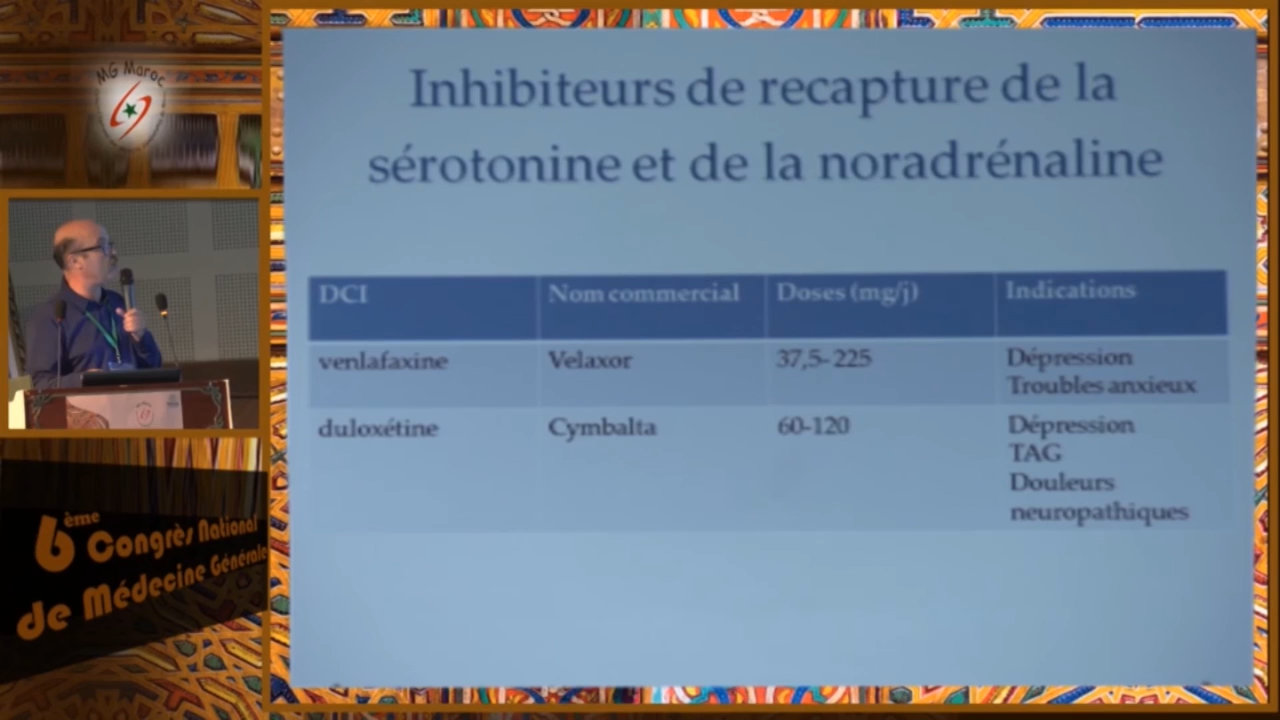 MG Maroc
Inhibiteurs de recapture de la
sérotonine et de la noradrénaline
DCI Nom commercial Doses (mg/j) Indications
venlafaxine Velaxor 37,5-225 Dépression
Troubles anxieux
duloxétine Cymbalta 60-120 Dépression
TAG
Douleurs
neuropathiques
6ème Congrès National
de Médecine Générale